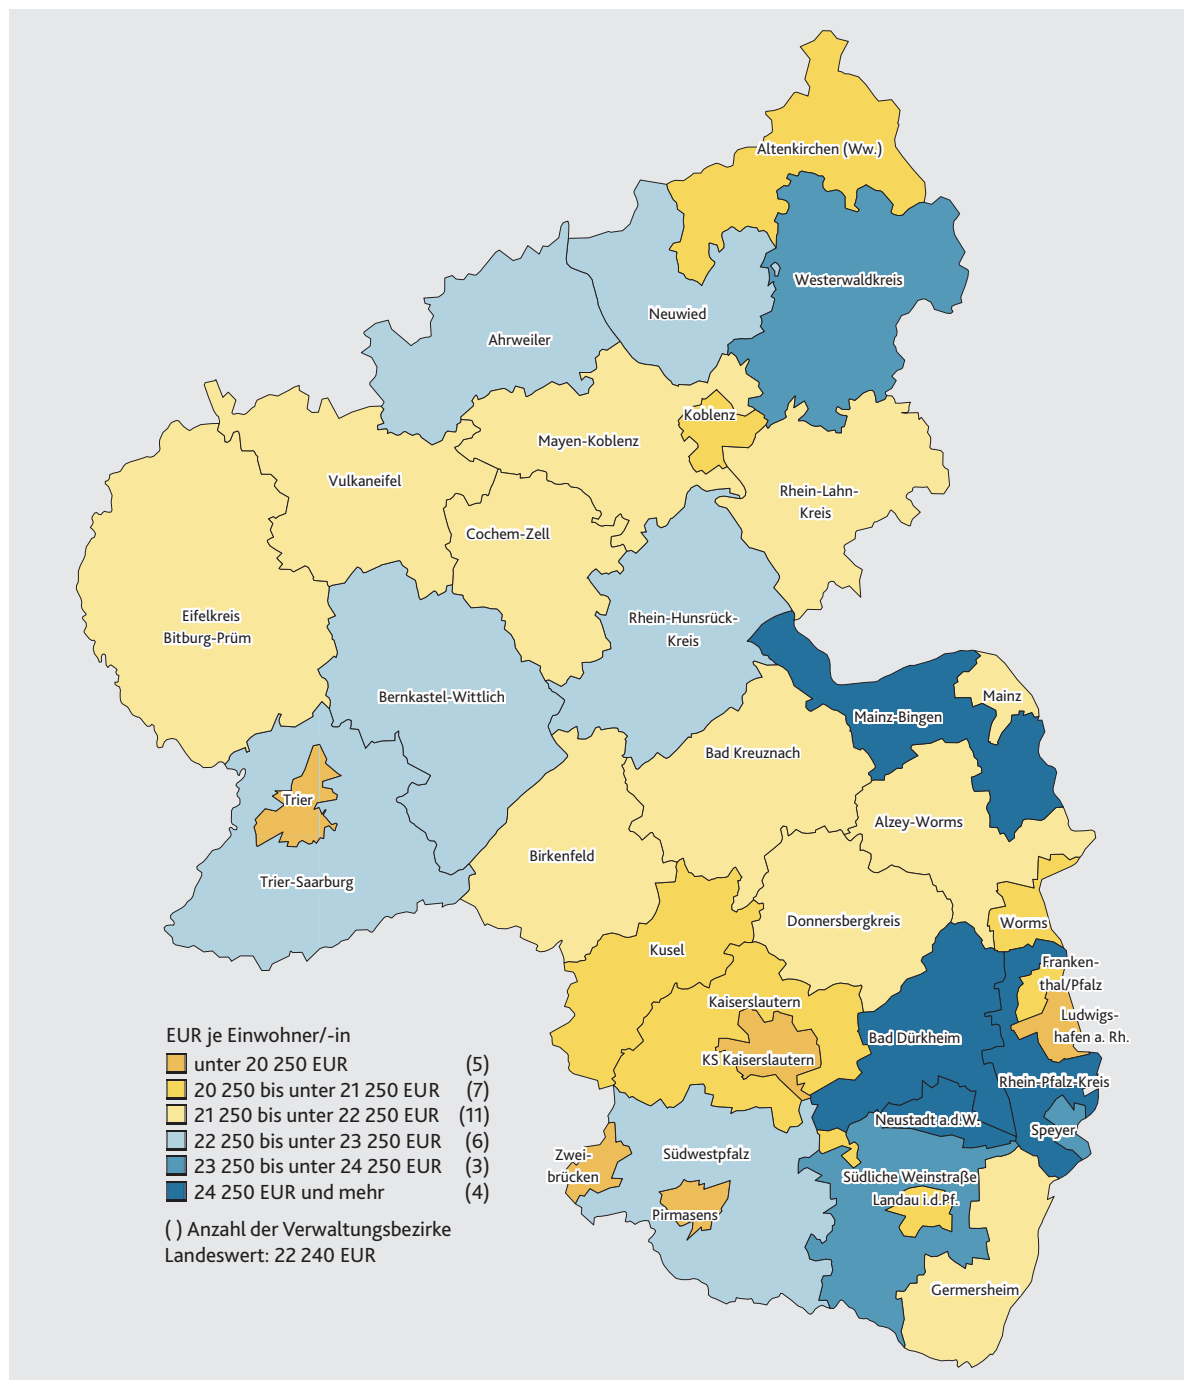 Altenkirchen (Ww.)
Westerwaldkreis
Neuwied
Ahrweiler
Koblenz
Mayen-Koblenz
Vulkaneifel
Rhein-Lahn-
Kreis
Cochem-Zell
Eifelkreis
Bitburg-Prüm
Rhein-Hunsrück-
Kreis
Bernkastel-Wittlich
Mainz
Mainz-Bingen
Bad Kreuznach
Trier
Alzey-Worms
Birkenfeld
Trier-Saarburg
Donnersbergkreis
Worms
Kusel
Franken-
thal/Pfalz
Kaiserslautern
Ludwigs-
hafen a. Rh.
Bad Dürkheim
KS Kaiserslautern
Rhein-Pfalz-Kreis
Neustadt a.d.W.
Speyer
Zwei-
brücken
Südwestpfalz
Südliche Weinstraße
Landau i.d.Pf.
Pirmasens
Germersheim
EUR je Einwohner/-in
unter 20 250 EUR (5)
20 250 bis unter 21 250 EUR (7)
21 250 bis unter 22 250 EUR (11)
22 250 bis unter 23 250 EUR (6)
23 250 bis unter 24 250 EUR (3)
24 250 EUR und mehr (4)
( ) Anzahl der Verwaltungsbezirke
Landeswert: 22 240 EUR